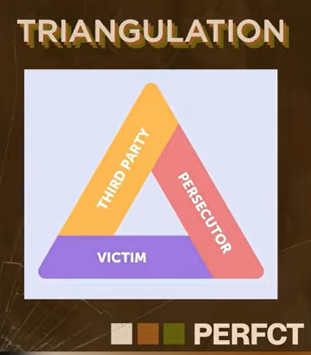 TRIANGULATION
THIRD PARTY
PERSECUTOR
VICTIM
PERFCT